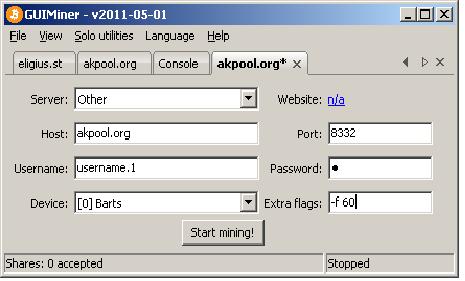 GUIMiner - v2011-05-01
File View Solo utilities Language Help
eligius.st akpool.org Console akpool.org*
Server: Other Website: n/a
Host: akpool.org Port: 8332
Username: username.1 Password: ●
Device: [0] Barts Extra flags: -f 60
Start mining!
Shares: 0 accepted Stopped